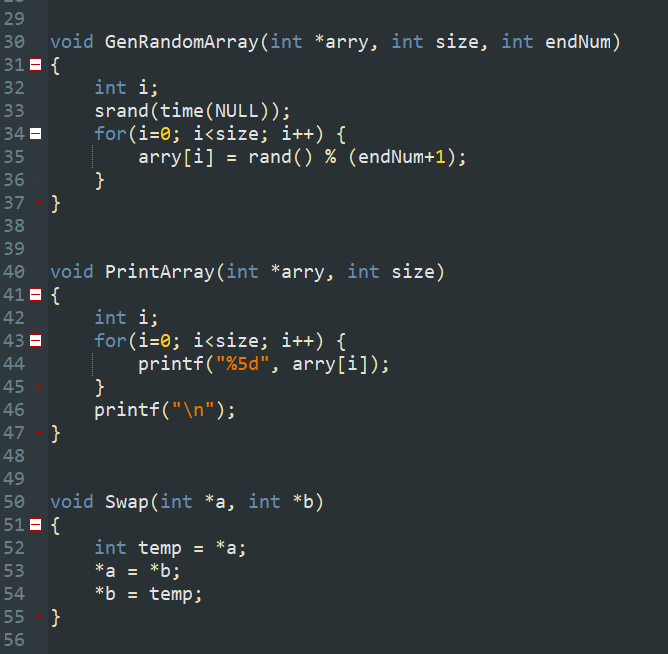 29
30 void GenRandomArray(int *arry, int size, int endNum)
31 {
32     int i;
33     srand(time(NULL));
34     for(i=0; i<size; i++) {
35         arry[i] = rand() % (endNum+1);
36     }
37 }
38
39
40 void PrintArray(int *arry, int size)
41 {
42     int i;
43     for(i=0; i<size; i++) {
44         printf("%5d", arry[i]);
45     }
46     printf("\n");
47 }
48
49
50 void Swap(int *a, int *b)
51 {
52     int temp = *a;
53     *a = *b;
54     *b = temp;
55 }
56